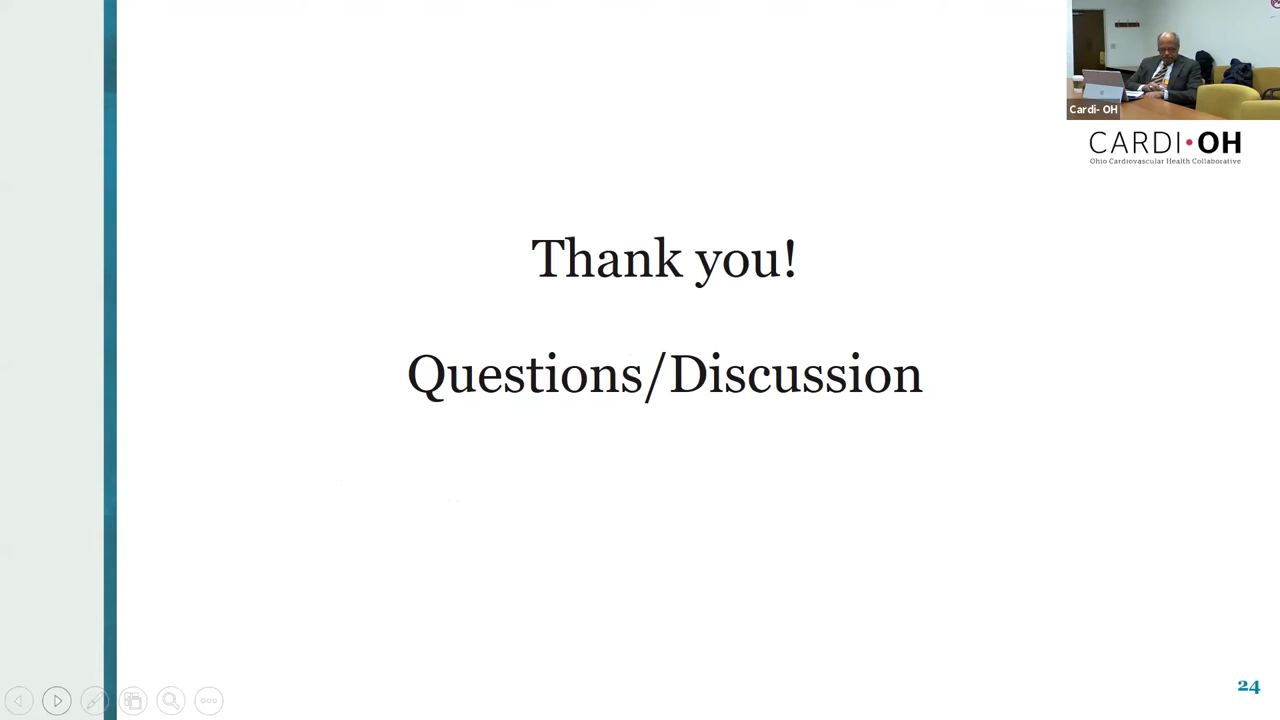 Cardi- OH
CARDI•OH
Ohio Cardiovascular Health Collaborative
Thank you!
Questions/Discussion
24